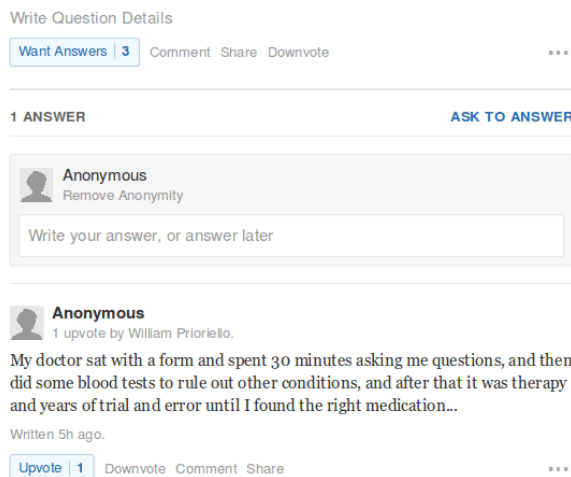 Write Question Details
Want Answers | 3 Comment Share Downvote
1 ANSWER ASK TO ANSWER
Anonymous
Remove Anonymity
Write your answer, or answer later
Anonymous
1 upvote by William Prioriello.
My doctor sat with a form and spent 30 minutes asking me questions, and then
did some blood tests to rule out other conditions, and after that it was therapy
and years of trial and error until I found the right medication...
Written 5h ago.
Upvote | 1 Downvote Comment Share